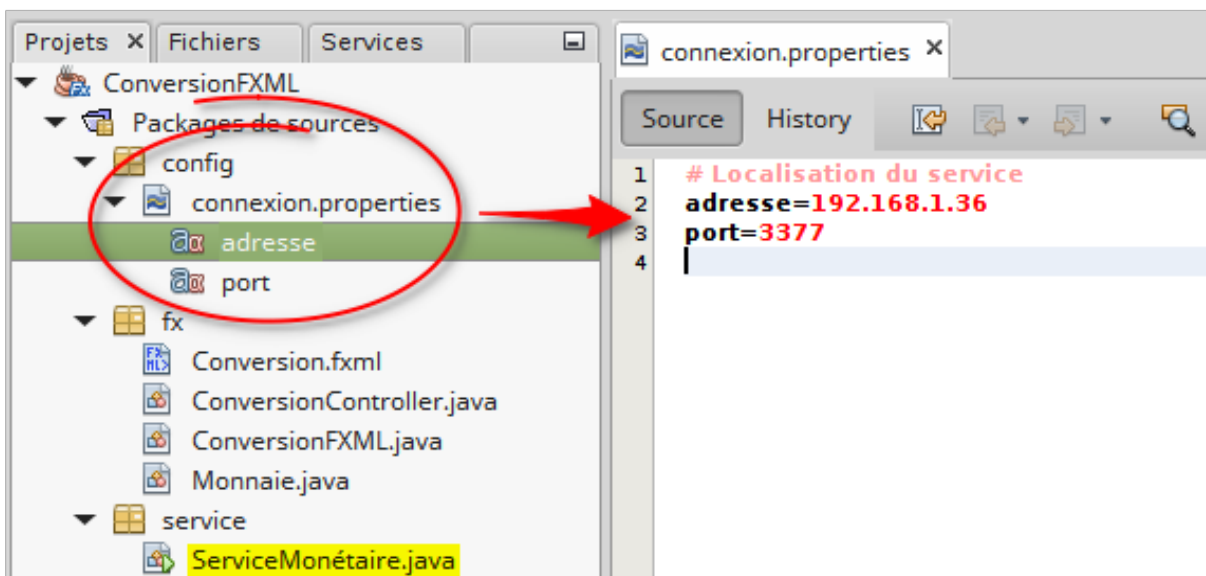 Projets
Fichiers
Services
ConversionFXML
Packages de sources
config
connexion.properties
adresse
port
fx
Conversion.fxml
ConversionController.java
ConversionFXML.java
Monnaie.java
service
ServiceMonétaire.java
connexion.properties
Source
History
1 # Localisation du service
2 adresse=192.168.1.36
3 port=3377
4